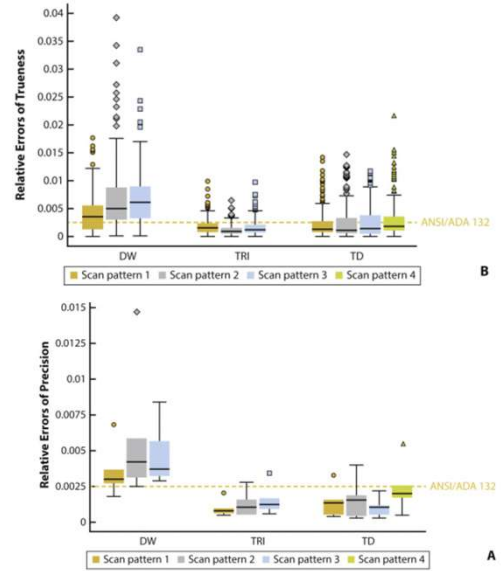 Relative Errors of Trueness
0.04
0.035
0.03
0.025
0.02
0.015
0.01
0.005
0
ANSI/ADA 132
DW TRI TD
Scan pattern 1 Scan pattern 2 Scan pattern 3 Scan pattern 4
B
Relative Errors of Precision
0.015
0.0125
0.01
0.0075
0.005
0.0025
0
ANSI/ADA 132
DW TRI TD
Scan pattern 1 Scan pattern 2 Scan pattern 3 Scan pattern 4
A